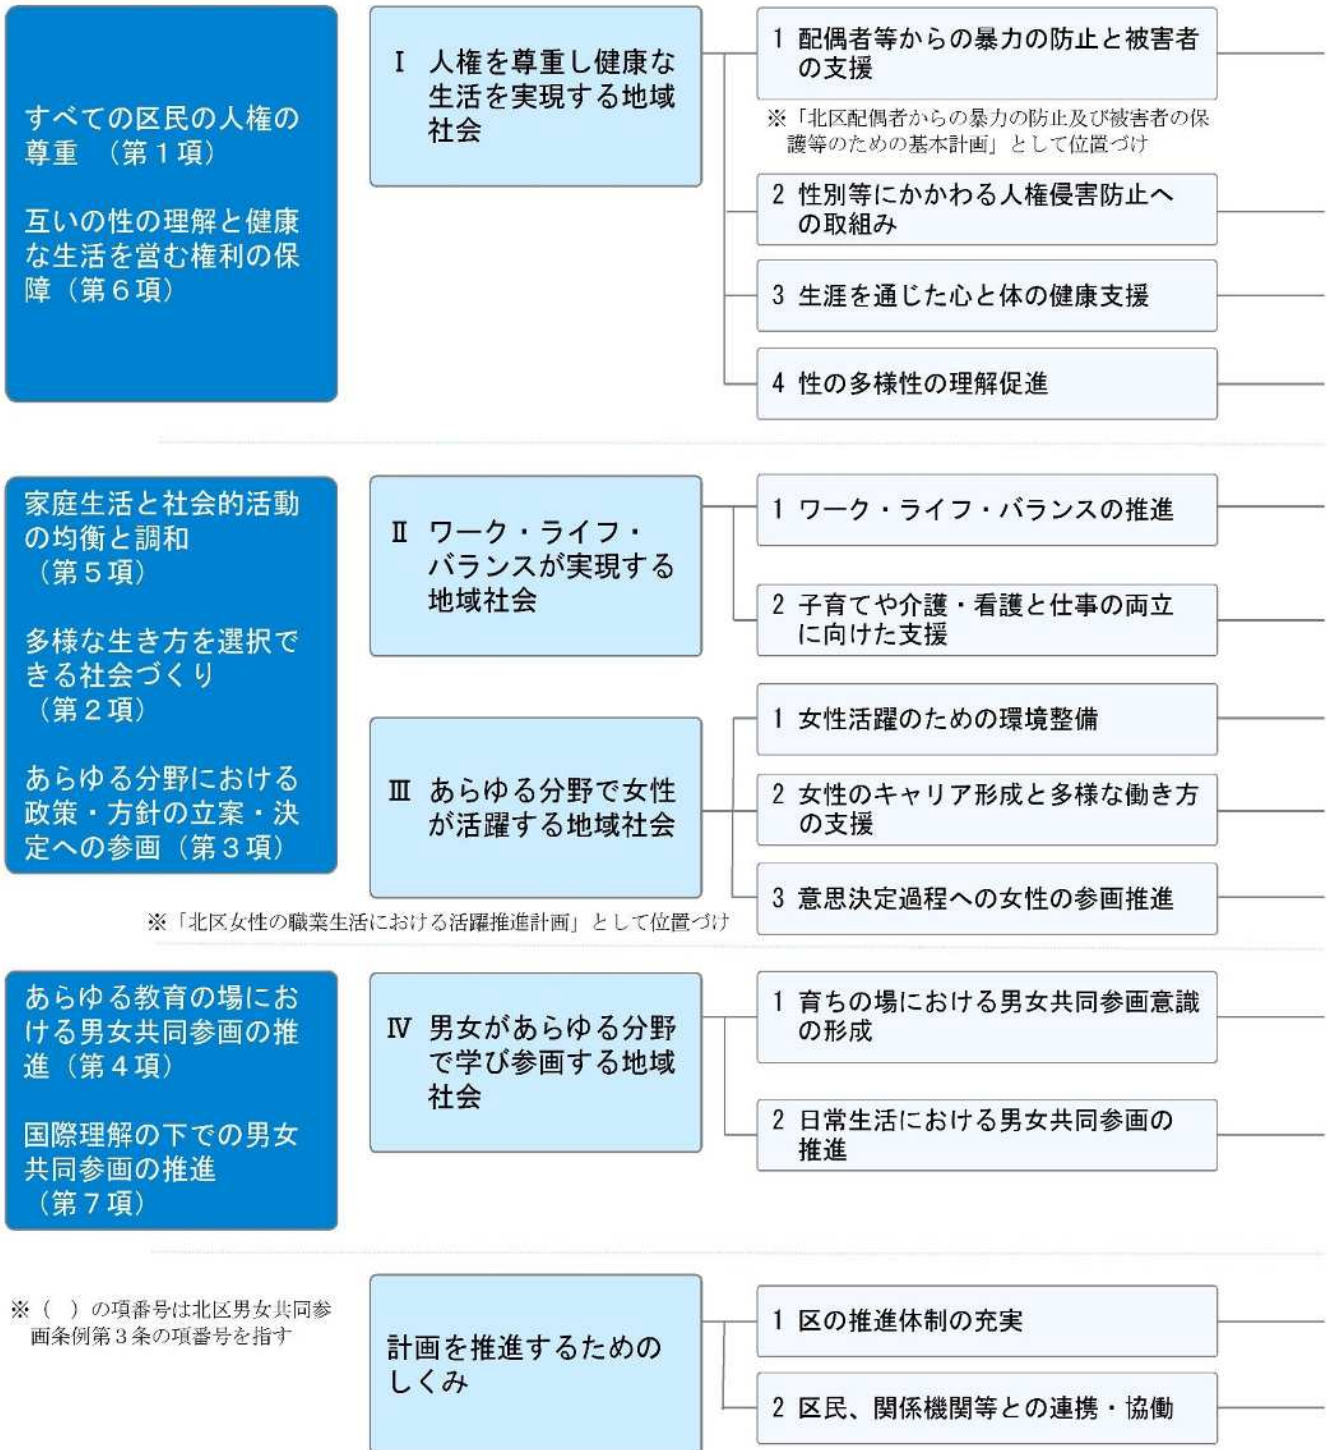 すべての区民の人権の
尊重 (第1項)
互いの性の理解と健康
な生活を営む権利の保
障(第6項)
Ⅰ 人権を尊重し健康な
生活を実現する地域
社会
1 配偶者等からの暴力の防止と被害者
の支援
※「北区配偶者からの暴力の防止及び被害者の保
護等のための基本計画」として位置づけ
2 性別等にかかわる人権侵害防止へ
の取組み
3 生涯を通じた心と体の健康支援
4 性の多様性の理解促進
家庭生活と社会的活動
の均衡と調和
(第5項)
多様な生き方を選択で
きる社会づくり
(第2項)
あらゆる分野における
政策・方針の立案・決
定への参画(第3項)
Ⅱ ワーク・ライフ・
バランスが実現する
地域社会
1 ワーク・ライフ・バランスの推進
2 子育てや介護・看護と仕事の両立
に向けた支援
Ⅲ あらゆる分野で女性
が活躍する地域社会
1 女性活躍のための環境整備
2 女性のキャリア形成と多様な働き方
の支援
3 意思決定過程への女性の参画推進
※「北区女性の職業生活における活躍推進計画」として位置づけ
あらゆる教育の場にお
ける男女共同参画の推
進(第4項)
国際理解の下での男女
共同参画の推進
(第7項)
Ⅳ 男女があらゆる分野
で学び参画する地域
社会
1 育ちの場における男女共同参画意識
の形成
2 日常生活における男女共同参画の
推進
※( )の項番号は北区男女共同参
画条例第3条の項番号を指す
計画を推進するための
しくみ
1 区の推進体制の充実
2 区民、関係機関等との連携・協働